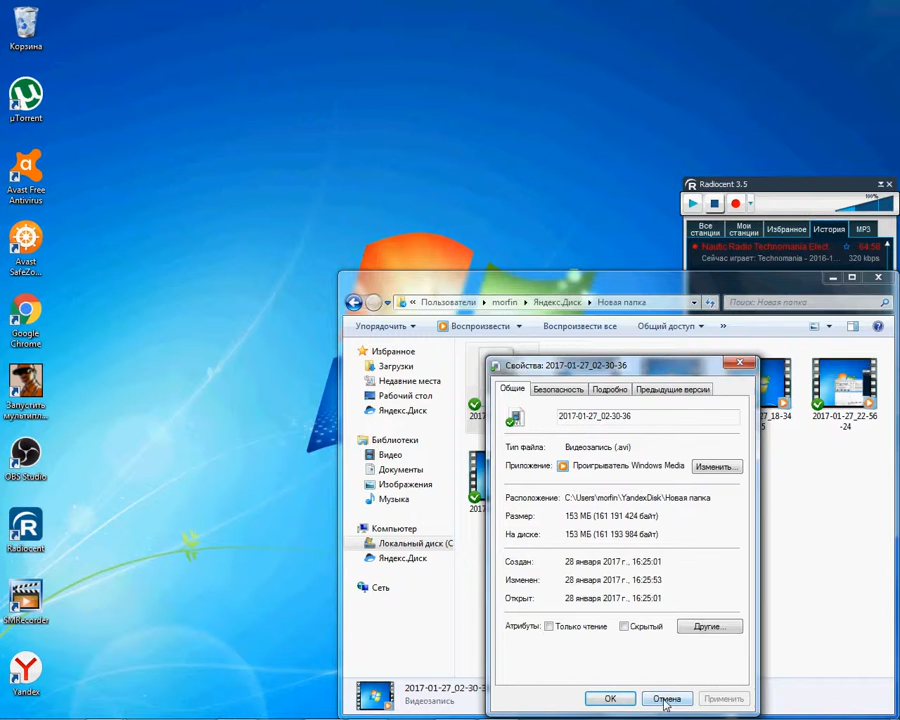 Корзина
µTorrent
Avast Free
Antivirus
Avast
SafeZo...
Google
Chrome
Запустить
мультипл...
OBS Studio
Radiocent
SMRecorder
Yandex
Radiocent 3.5
100%
Все
станции
Мои
станции
Избранное
История
MP3
Nautic Radio Technomania Elect.
64:58
Сейчас играет: Technomania - 2016-1...
320 kbps
« Пользователи ▸ morfin ▸ Яндекс.Диск ▸ Новая папка
Поиск: Новая папка
Упорядочить
Воспроизвести
Воспроизвести все
Общий доступ
»
Избранное
Загрузки
Недавние места
Рабочий стол
Яндекс.Диск
Библиотеки
Видео
Документы
Изображения
Музыка
Компьютер
Локальный диск (C
Яндекс.Диск
Сеть
2017-01-27_22-56
-24
Свойства: 2017-01-27_02-30-36
Общие
Безопасность
Подробно
Предыдущие версии
2017-01-27_02-30-36
Тип файла: Видеозапись (.avi)
Приложение: Проигрыватель Windows Media
Изменить...
Расположение: C:\Users\morfin\YandexDisk\Новая папка
Размер: 153 МБ (161 191 424 байт)
На диске: 153 МБ (161 193 984 байт)
Создан: 28 января 2017 г., 16:25:01
Изменен: 28 января 2017 г., 16:25:53
Открыт: 28 января 2017 г., 16:25:01
Атрибуты: Только чтение
Скрытый
Другие...
OK
Отмена
Применить
2017-01-27_02-30-3
Видеозапись